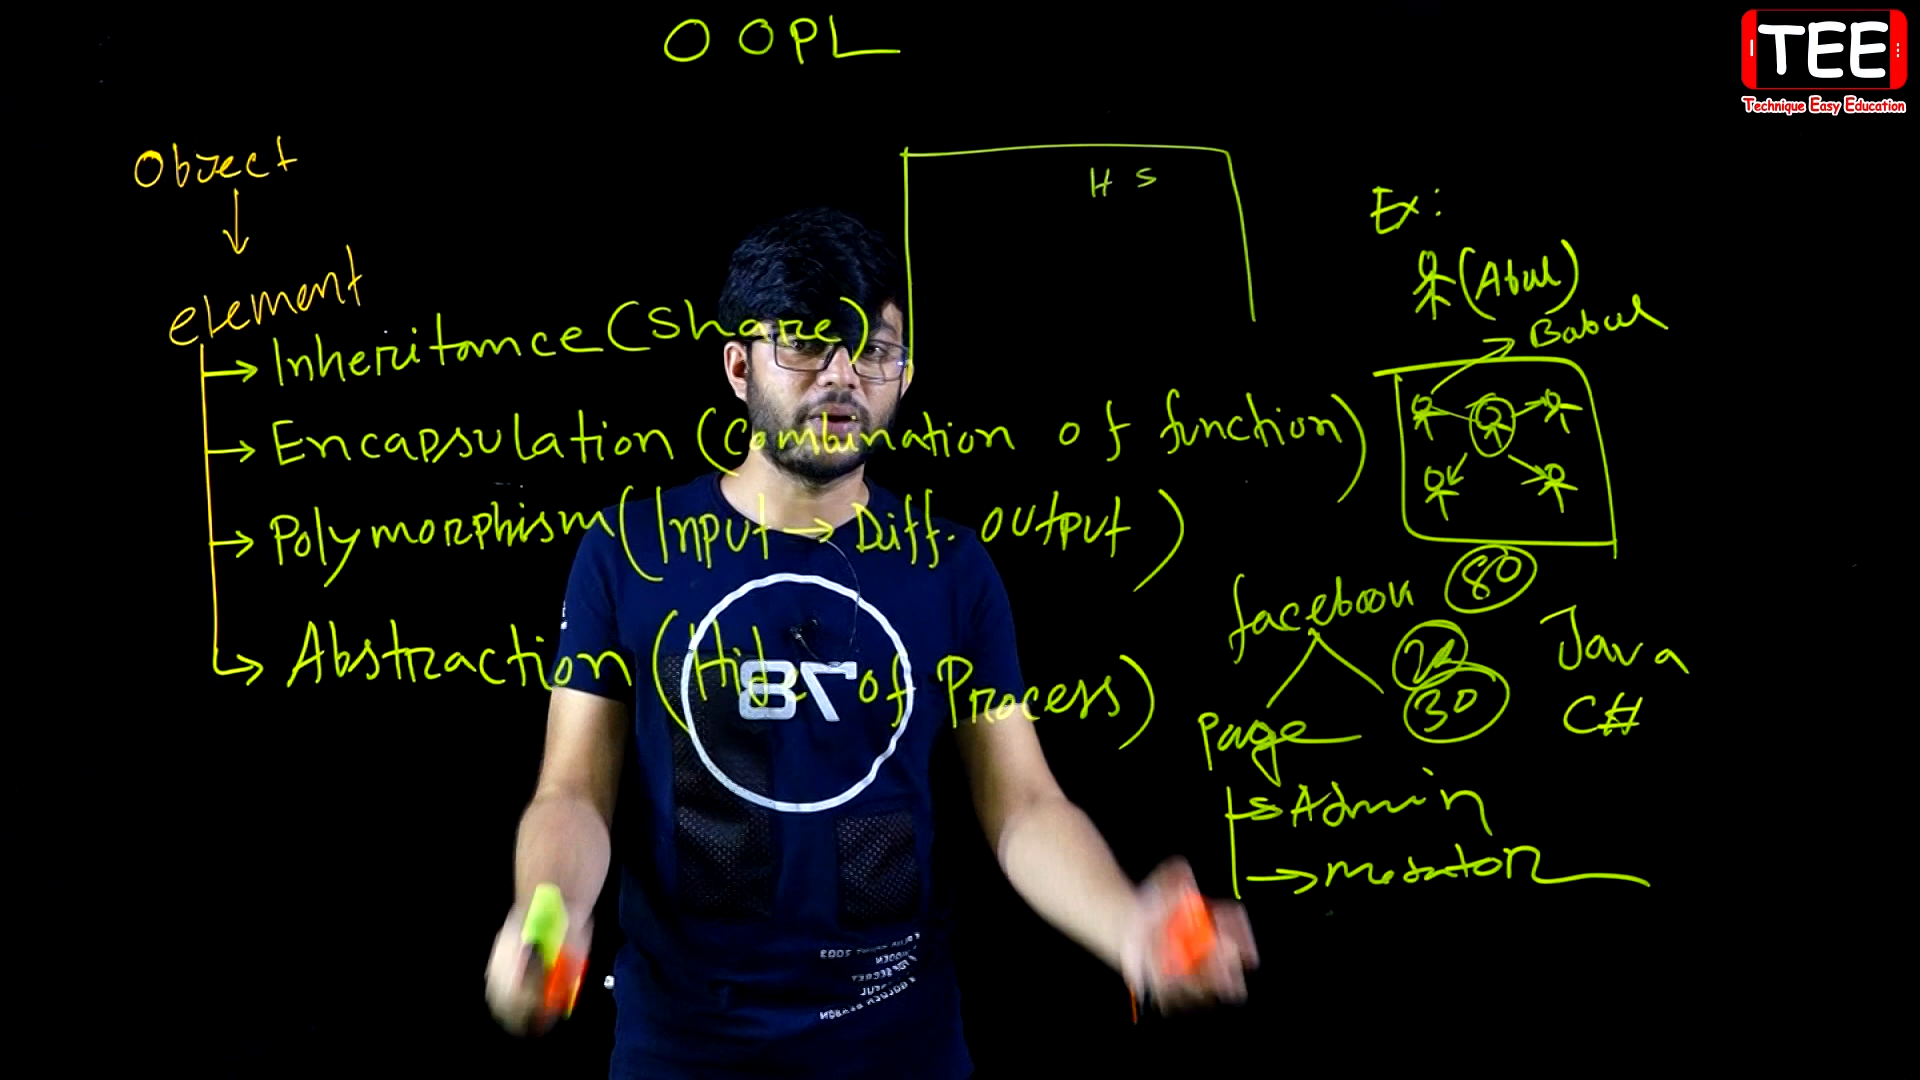 OOPL
TEE
Technique Easy Education
Object
element
Inheritance (Share)
Encapsulation (Combination of function)
Polymorphism (Input → Diff. output)
Abstraction (Hide of Process)
H S
Ex:
(Abul)
Babul
facebook
80
30
Page
Admin
Java
C#
78